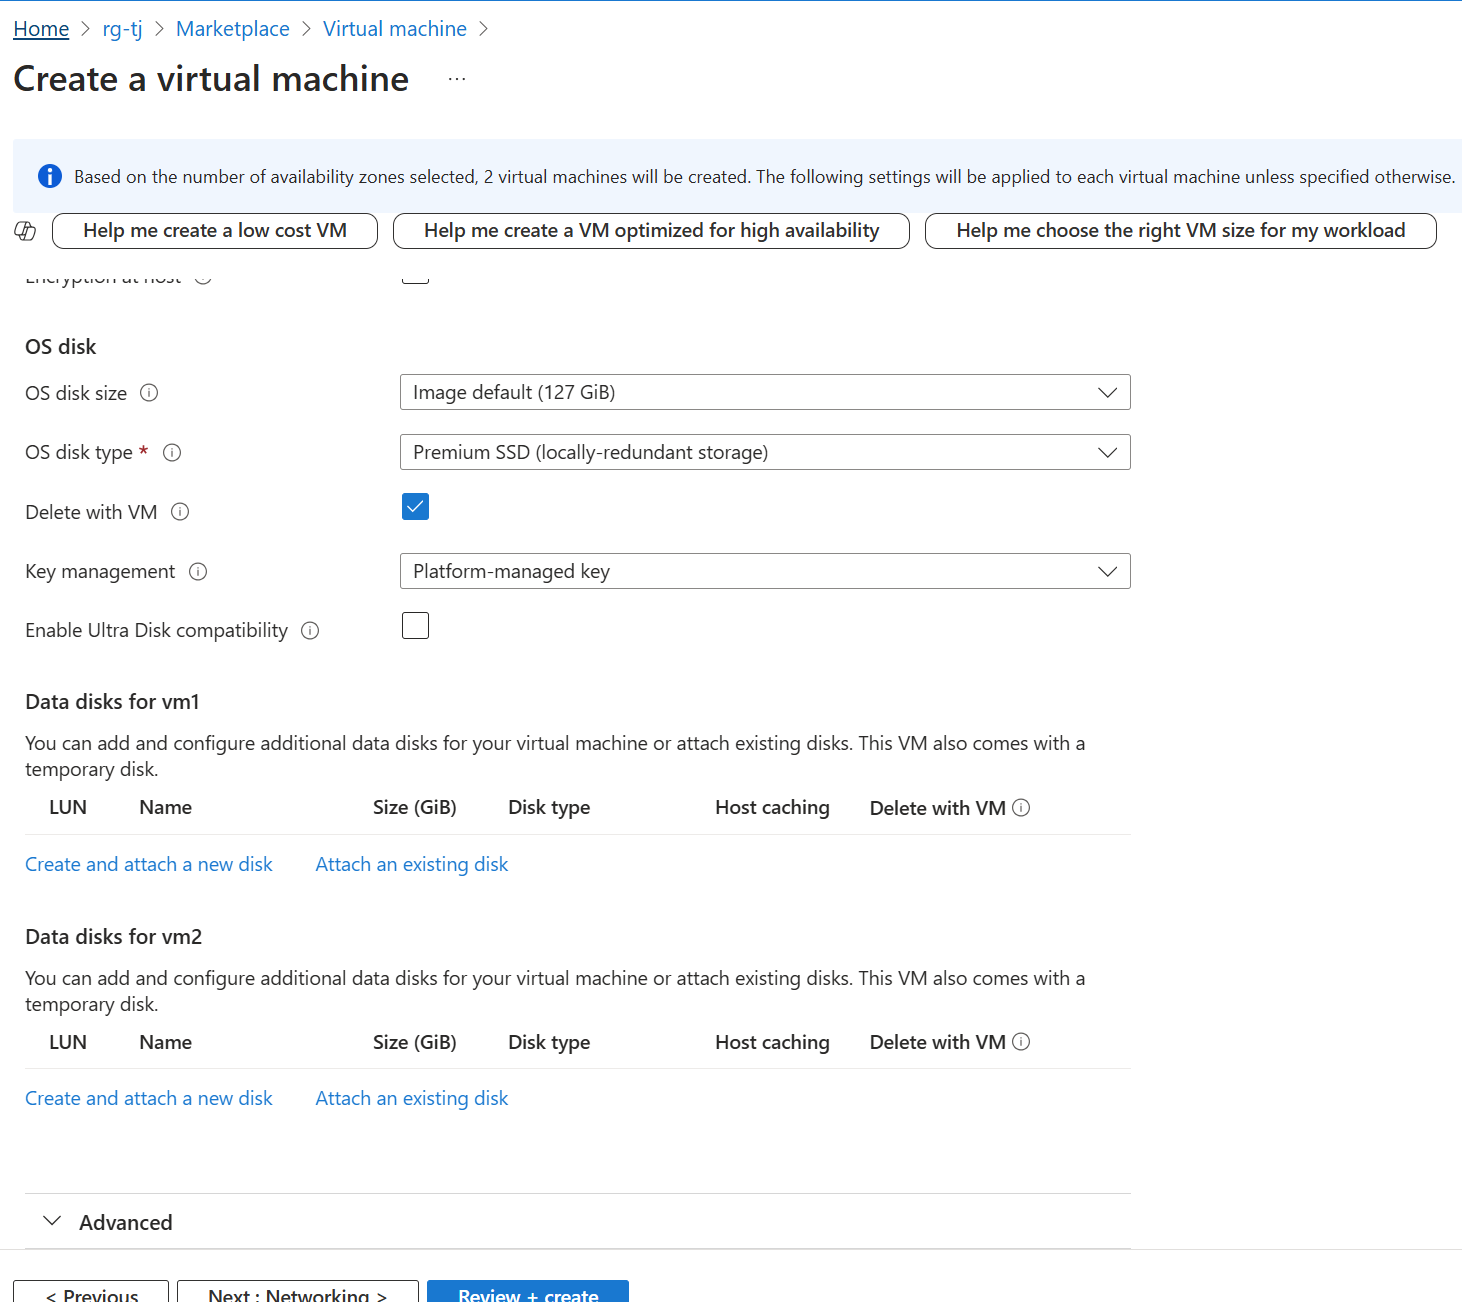 Home > rg-tj > Marketplace > Virtual machine >
Create a virtual machine ...
Based on the number of availability zones selected, 2 virtual machines will be created. The following settings will be applied to each virtual machine unless specified otherwise.
Help me create a low cost VM
Help me create a VM optimized for high availability
Help me choose the right VM size for my workload
Encryption at host
OS disk
OS disk size
Image default (127 GiB)
OS disk type *
Premium SSD (locally-redundant storage)
Delete with VM
Key management
Platform-managed key
Enable Ultra Disk compatibility
Data disks for vm1
You can add and configure additional data disks for your virtual machine or attach existing disks. This VM also comes with a
temporary disk.
LUN Name Size (GiB) Disk type Host caching Delete with VM
Create and attach a new disk Attach an existing disk
Data disks for vm2
You can add and configure additional data disks for your virtual machine or attach existing disks. This VM also comes with a
temporary disk.
LUN Name Size (GiB) Disk type Host caching Delete with VM
Create and attach a new disk Attach an existing disk
Advanced
< Previous
Next : Networking >
Review + create